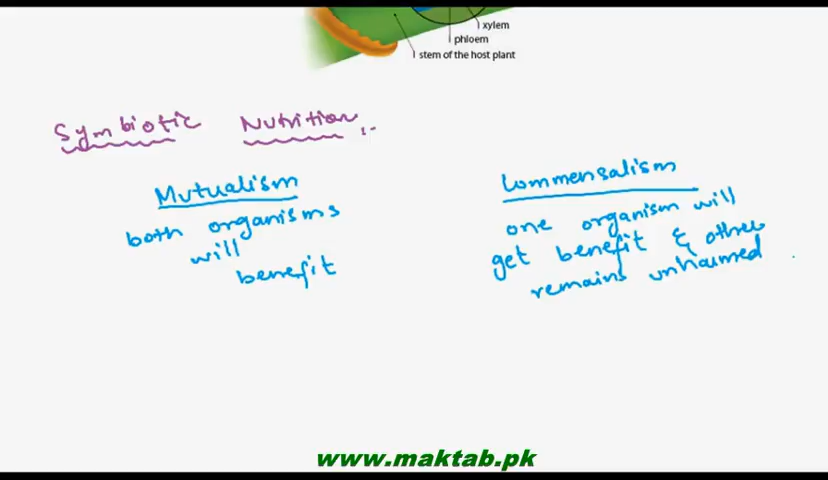 xylem
phloem
stem of the host plant
Symbiotic Nutrition :-
Mutualism
both organisms
will
benefit
Commensalism
one organism will
get benefit & other
remains unharmed
www.maktab.pk